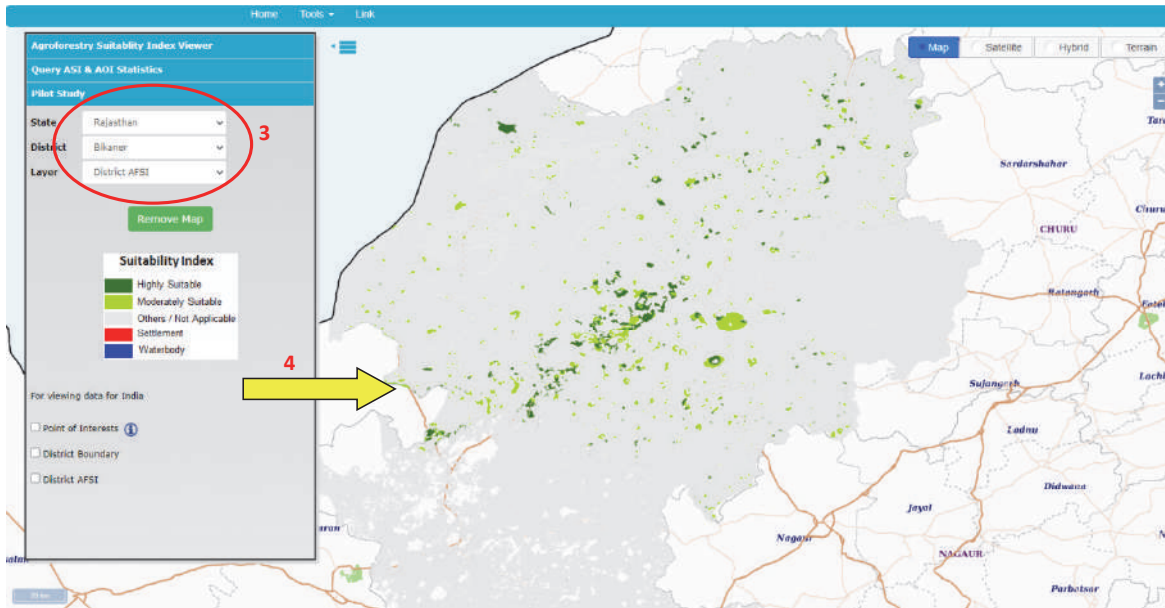 Home Tools Link
Agroforestry Suitablity Index Viewer
Query ASI & AOI Statistics
Pilot Study
State Rajasthan
District Bikaner
Layer District AFSI
3
Remove Map
Suitability Index
Highly Suitable
Moderately Suitable
Others / Not Applicable
Settlement
Waterbody
4
For viewing data for India
Point of Interests
District Boundary
District AFSI
Map Satellite Hybrid Terrain
+
−
Sardarshahar
CHURU
Ratangarh
Sujangarh
Ladnu
Didwana
Jayal
Nagaur
NAGAUR
Parbatsar